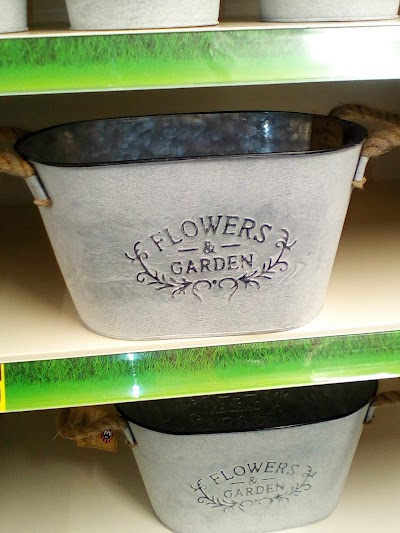 FLOWERS
— & —
GARDEN
FLOWERS
— & —
GARDEN